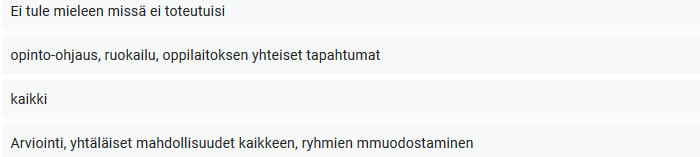 Ei tule mieleen missä ei toteutuisi
opinto-ohjaus, ruokailu, oppilaitoksen yhteiset tapahtumat
kaikki
Arviointi, yhtäläiset mahdollisuudet kaikkeen, ryhmien mmuodostaminen